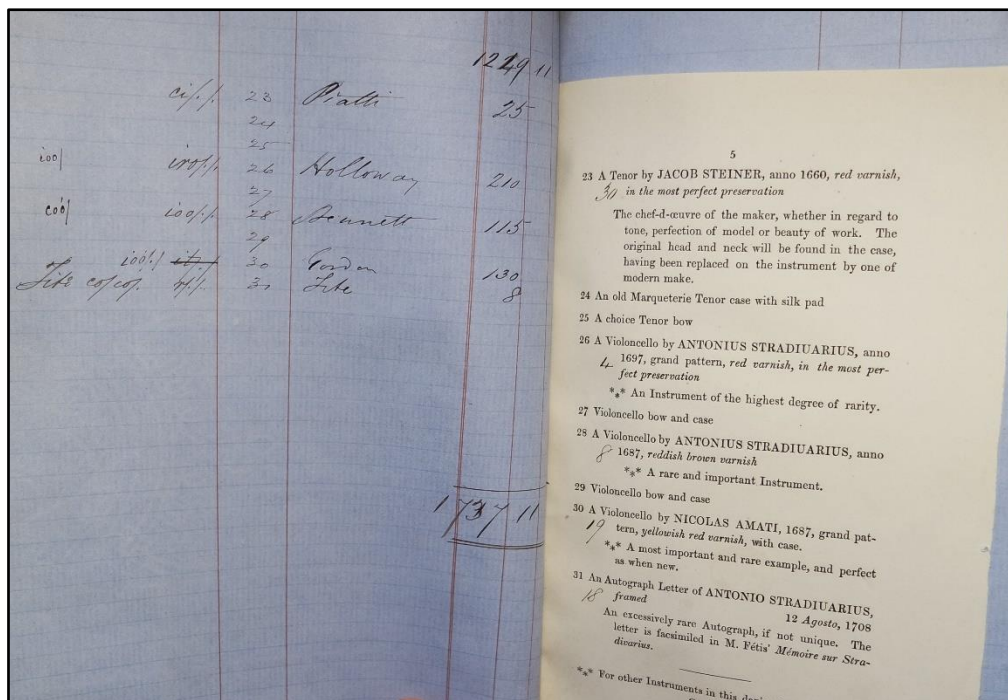 1249 11
ci/./. 23 Piatti 25
24
25
ioo/ iroj./. 26 Holloway 210
27
coo/ ioo/./. 28 Bennett 115
29
ioo/./ 30 Gordon 130
Fite co/co/. 31 Fite 8
1737 11
5
23 A Tenor by JACOB STEINER, anno 1660, red varnish,
30 in the most perfect preservation
The chef-d-œuvre of the maker, whether in regard to
tone, perfection of model or beauty of work. The
original head and neck will be found in the case,
having been replaced on the instrument by one of
modern make.
24 An old Marqueterie Tenor case with silk pad
25 A choice Tenor bow
26 A Violoncello by ANTONIUS STRADIUARIUS, anno
4 1697, grand pattern, red varnish, in the most per-
fect preservation
*** An Instrument of the highest degree of rarity.
27 Violoncello bow and case
28 A Violoncello by ANTONIUS STRADIUARIUS, anno
8 1687, reddish brown varnish
*** A rare and important Instrument.
29 Violoncello bow and case
30 A Violoncello by NICOLAS AMATI, 1687, grand pat-
19 tern, yellowish red varnish, with case.
*** A most important and rare example, and perfect
as when new.
31 An Autograph Letter of ANTONIO STRADIUARIUS,
18 framed 12 Agosto, 1708
An excessively rare Autograph, if not unique. The
letter is facsimiled in M. Fétis' Mémoire sur Stra-
divarius.
*** For other Instruments in this